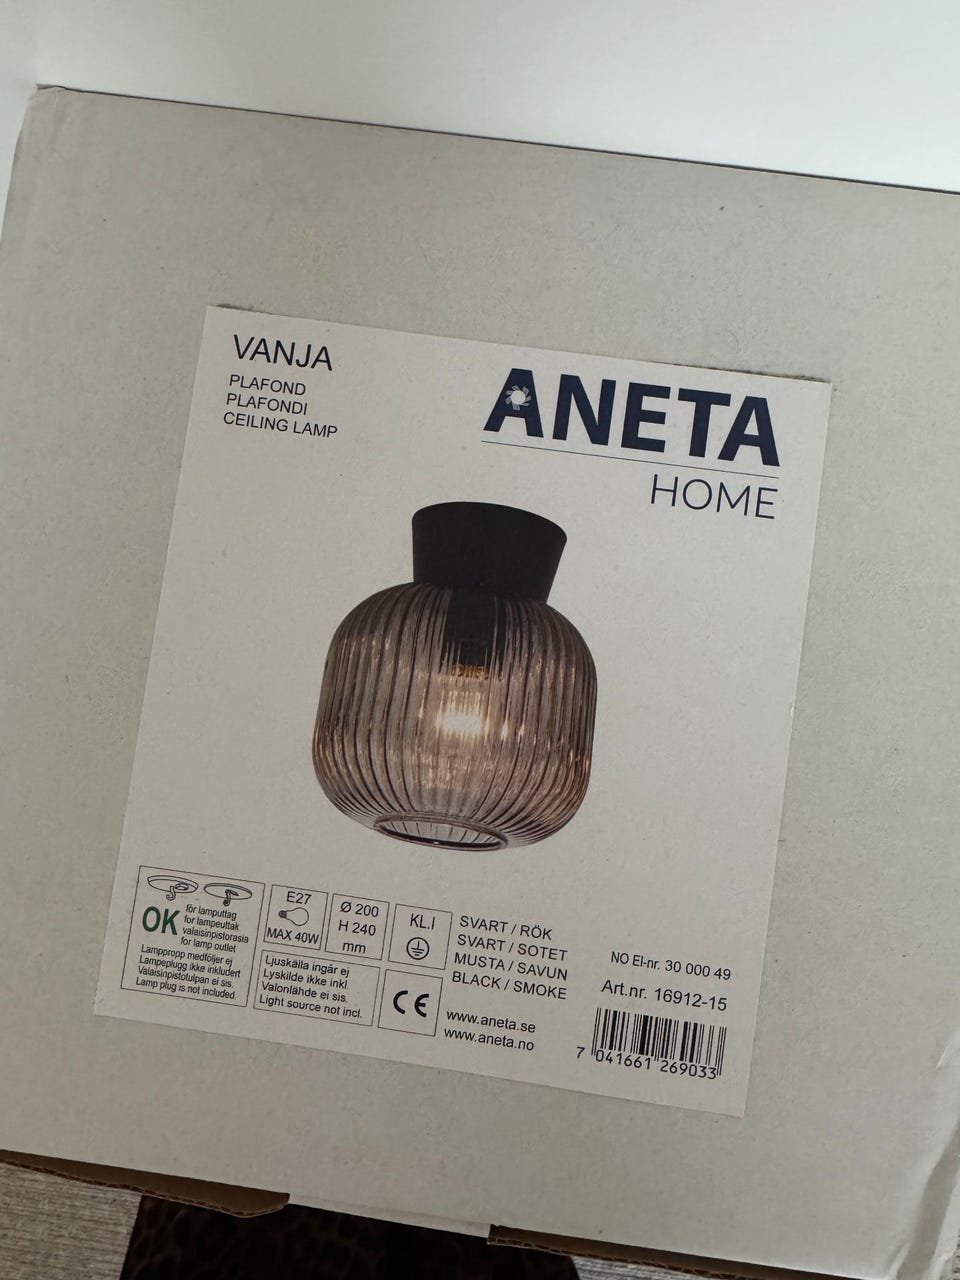 VANJA
PLAFOND
PLAFONDI
CEILING LAMP
ANETA
HOME
OK
för lamputtag
for lampeuttak
valaisinpistorasia
for lamp outlet
Lamppropp medföljer ej
Lampeplugg ikke inkludert
Valaisinpistotulpan ei sis.
Lamp plug is not included.
E27
MAX 40W
Ø 200
H 240
mm
KL.I
Ljuskälla ingår ej
Lyskilde ikke inkl.
Valonlähde ei sis.
Light source not incl.
CE
SVART / RÖK
SVART / SOTET
MUSTA / SAVUN
BLACK / SMOKE
www.aneta.se
www.aneta.no
NO El-nr. 30 000 49
Art.nr. 16912-15
7 041661 269033